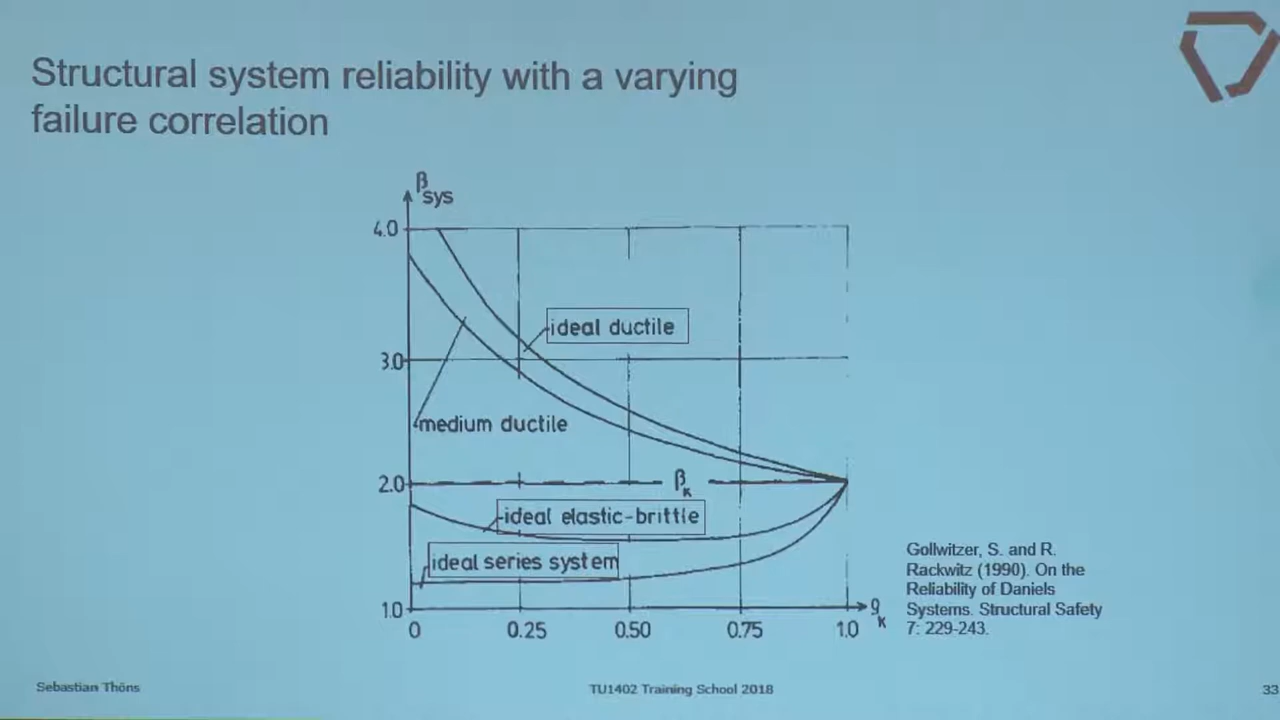 Structural system reliability with a varying
failure correlation
β
sys
4.0
ideal ductile
3.0
medium ductile
2.0
β
K
ideal elastic-brittle
ideal series system
1.0
ϱ
K
0
0.25
0.50
0.75
1.0
Gollwitzer, S. and R.
Rackwitz (1990). On the
Reliability of Daniels
Systems. Structural Safety
7: 229-243.
Sebastian Thöns
TU1402 Training School 2018
33